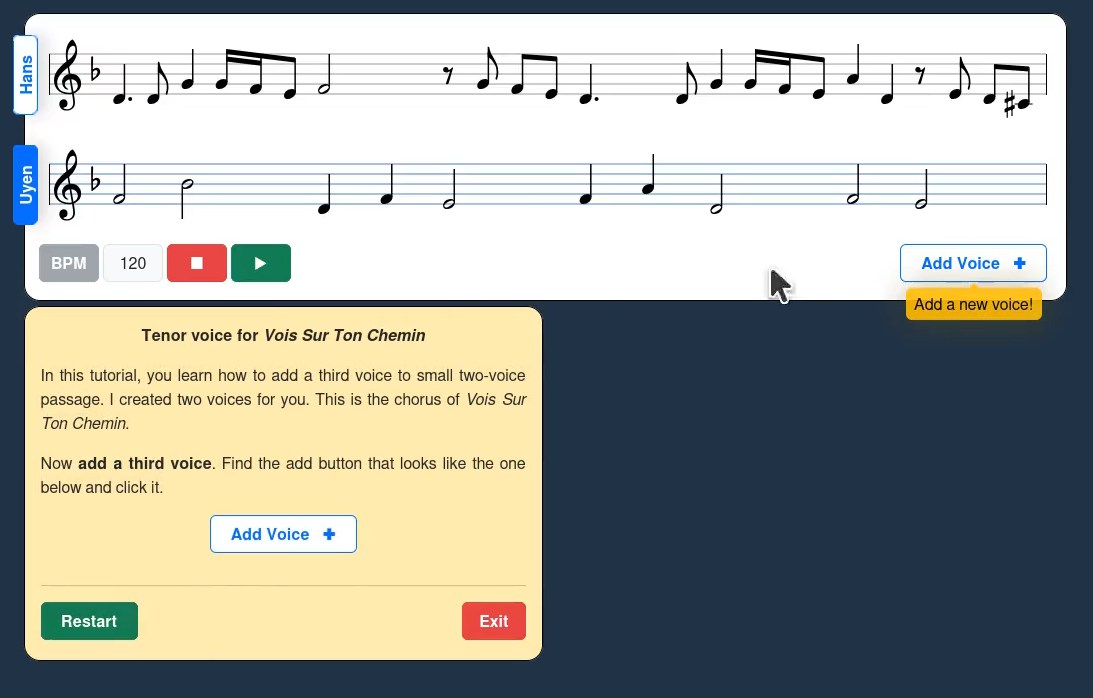 Hans
Uyen
BPM 120 Add Voice
Add a new voice!
Tenor voice for Vois Sur Ton Chemin
In this tutorial, you learn how to add a third voice to small two-voice
passage. I created two voices for you. This is the chorus of Vois Sur
Ton Chemin.
Now add a third voice. Find the add button that looks like the one
below and click it.
Add Voice
Restart Exit